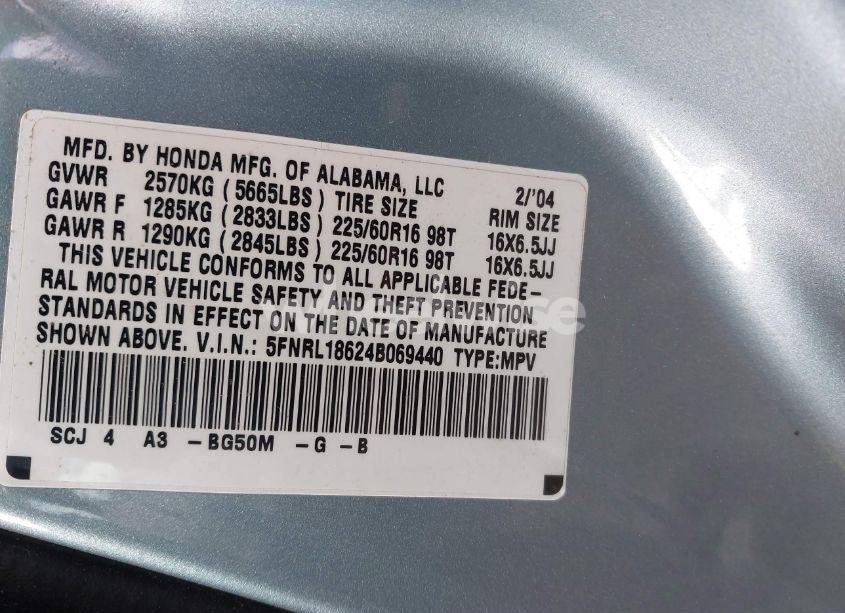 MFD. BY HONDA MFG. OF ALABAMA, LLC 2/'04
GVWR 2570KG ( 5665LBS ) TIRE SIZE RIM SIZE
GAWR F 1285KG ( 2833LBS ) 225/60R16 98T 16X6.5JJ
GAWR R 1290KG ( 2845LBS ) 225/60R16 98T 16X6.5JJ
THIS VEHICLE CONFORMS TO ALL APPLICABLE FEDE-
RAL MOTOR VEHICLE SAFETY AND THEFT PREVENTION
STANDARDS IN EFFECT ON THE DATE OF MANUFACTURE
SHOWN ABOVE. V.I.N.: 5FNRL18624B069440 TYPE:MPV
SCJ 4 A3 -BG50M -G -B